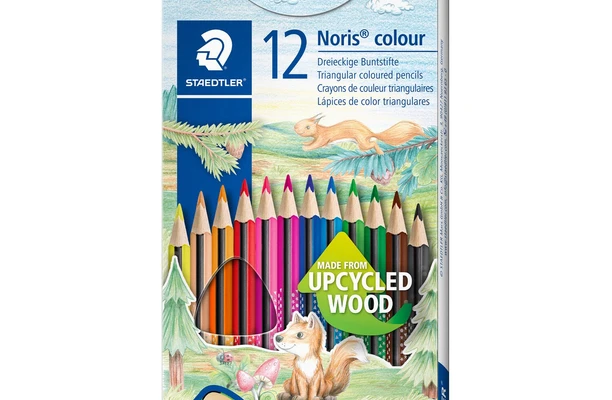 STAEDTLER®
12
Noris® colour
Dreieckige Buntstifte
Triangular coloured pencils
Crayons de couleur triangulaires
Lápices de color triangulares
MADE FROM
UPCYCLED
WOOD